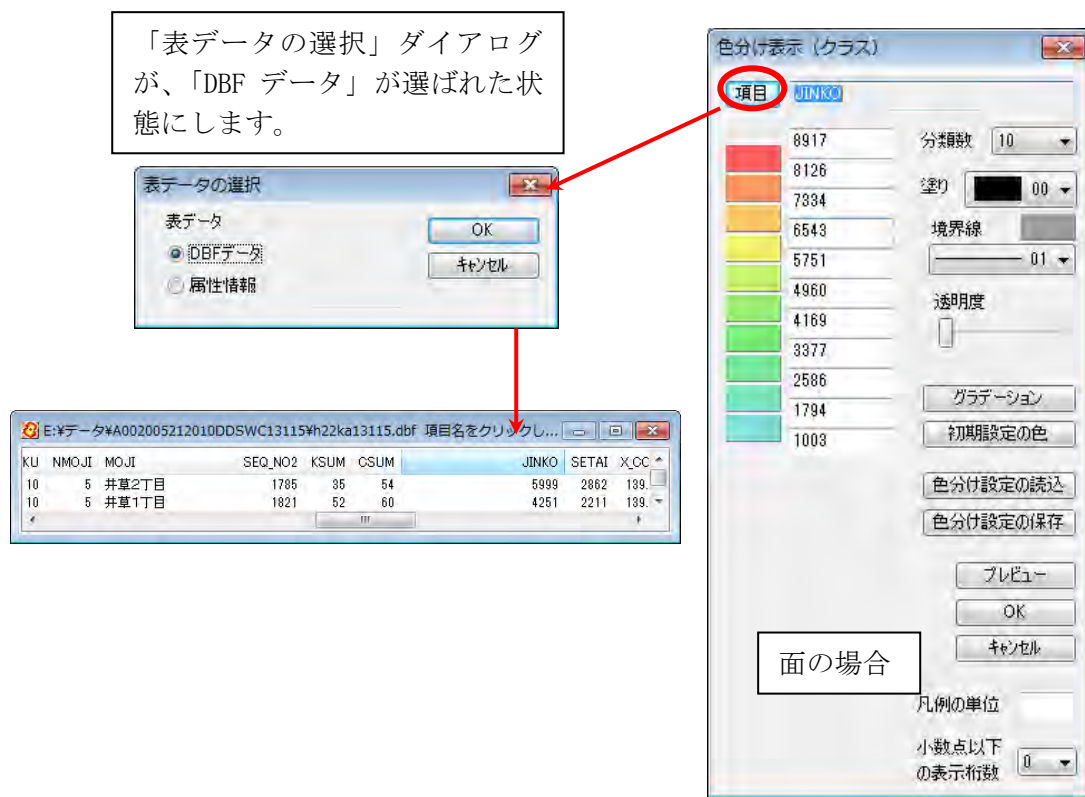 「表データの選択」ダイアログ
が、「DBF データ」が選ばれた状
態にします。
表データの選択
表データ
DBFデータ
属性情報
OK
キャンセル
E:¥データ¥A002005212010DDSWC13115¥h22ka13115.dbf 項目名をクリックし...
KU NMOJI MOJI SEQ_NO2 KSUM CSUM JINKO SETAI X_CC
10 5 井草2丁目 1785 35 54 5999 2862 139.
10 5 井草1丁目 1821 52 60 4251 2211 139.
色分け表示（クラス）
項目 JINKO
8917
8126
7334
6543
5751
4960
4169
3377
2586
1794
1003
分類数 10
塗り 00
境界線
01
透明度
グラデーション
初期設定の色
色分け設定の読込
色分け設定の保存
プレビュー
OK
キャンセル
面の場合
凡例の単位
小数点以下
の表示桁数 0